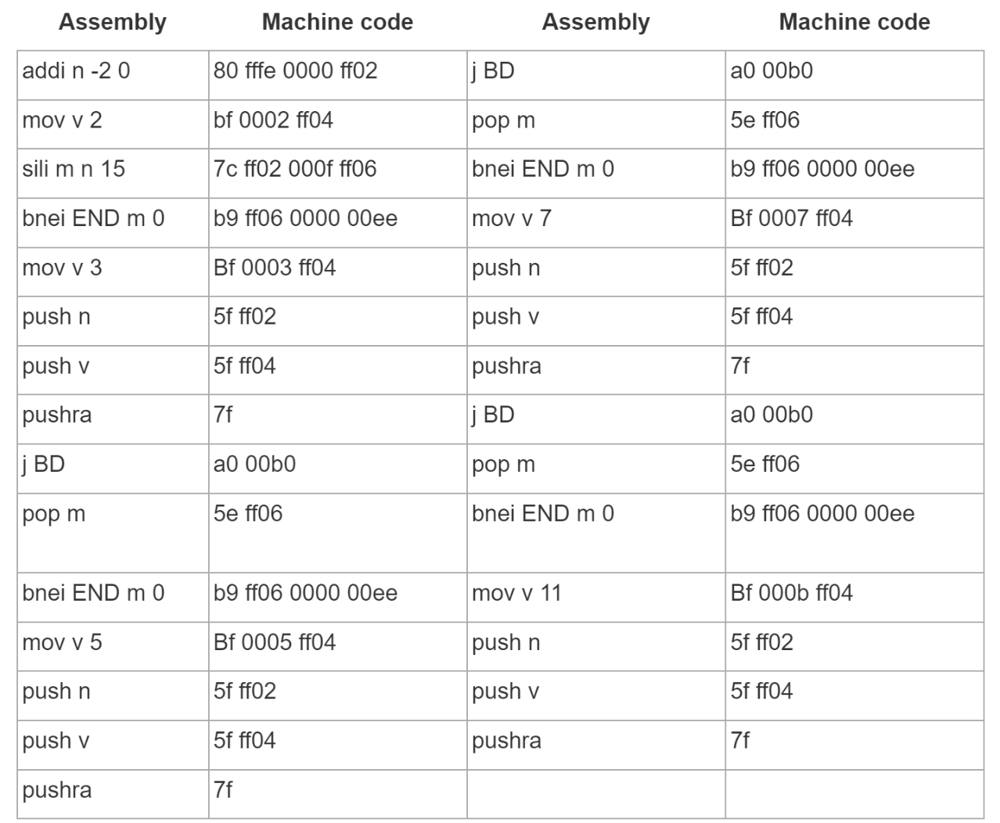 Assembly Machine code Assembly Machine code
addi n -2 0 80 fffe 0000 ff02 j BD a0 00b0
mov v 2 bf 0002 ff04 pop m 5e ff06
sili m n 15 7c ff02 000f ff06 bnei END m 0 b9 ff06 0000 00ee
bnei END m 0 b9 ff06 0000 00ee mov v 7 Bf 0007 ff04
mov v 3 Bf 0003 ff04 push n 5f ff02
push n 5f ff02 push v 5f ff04
push v 5f ff04 pushra 7f
pushra 7f j BD a0 00b0
j BD a0 00b0 pop m 5e ff06
pop m 5e ff06 bnei END m 0 b9 ff06 0000 00ee
bnei END m 0 b9 ff06 0000 00ee mov v 11 Bf 000b ff04
mov v 5 Bf 0005 ff04 push n 5f ff02
push n 5f ff02 push v 5f ff04
push v 5f ff04 pushra 7f
pushra 7f